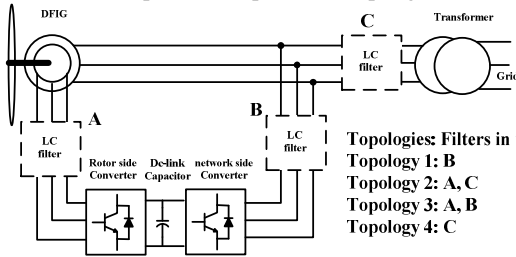 DFIG
C
Transformer
LC
filter
Gric
A
B
LC
filter
LC
filter
Rotor side
Converter
Dc-link
Capacitor
network side
Converter
Topologies: Filters in
Topology 1: B
Topology 2: A, C
Topology 3: A, B
Topology 4: C